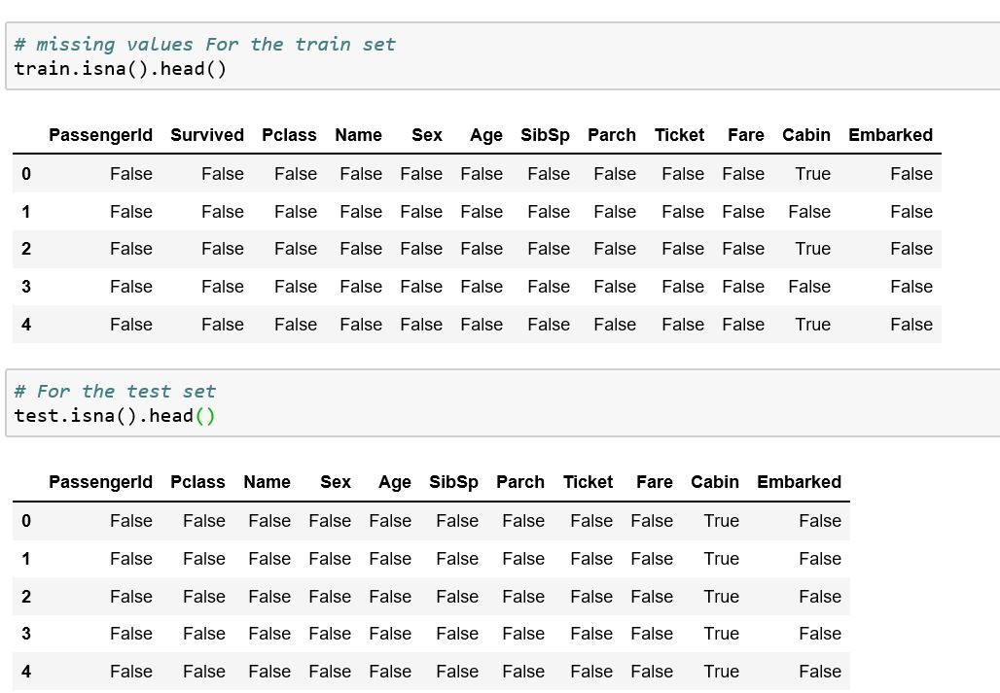 # missing values For the train set
train.isna().head()
PassengerId Survived Pclass Name Sex Age SibSp Parch Ticket Fare Cabin Embarked
0 False False False False False False False False False False True False
1 False False False False False False False False False False False False
2 False False False False False False False False False False True False
3 False False False False False False False False False False False False
4 False False False False False False False False False False True False
# For the test set
test.isna().head()
PassengerId Pclass Name Sex Age SibSp Parch Ticket Fare Cabin Embarked
0 False False False False False False False False False True False
1 False False False False False False False False False True False
2 False False False False False False False False False True False
3 False False False False False False False False False True False
4 False False False False False False False False False True False